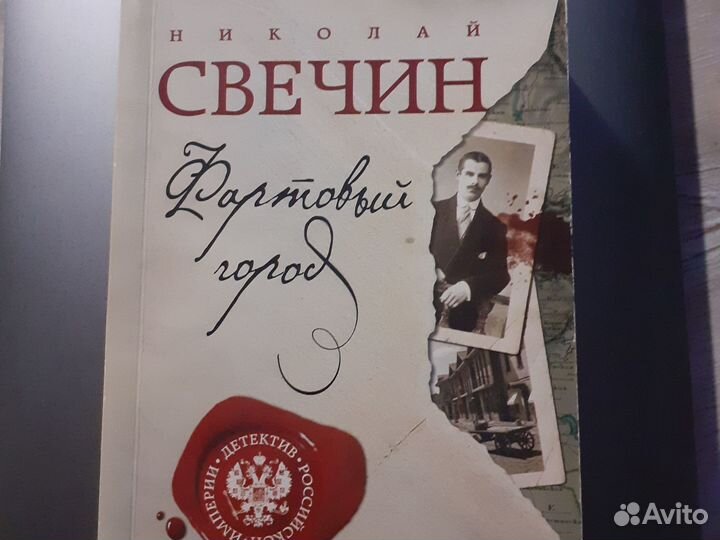 НИКОЛАЙ
СВЕЧИН
Фартовый
город
ДЕТЕКТИВ • РОССИЙСКОЙ • ИМПЕРИИ •
Avito